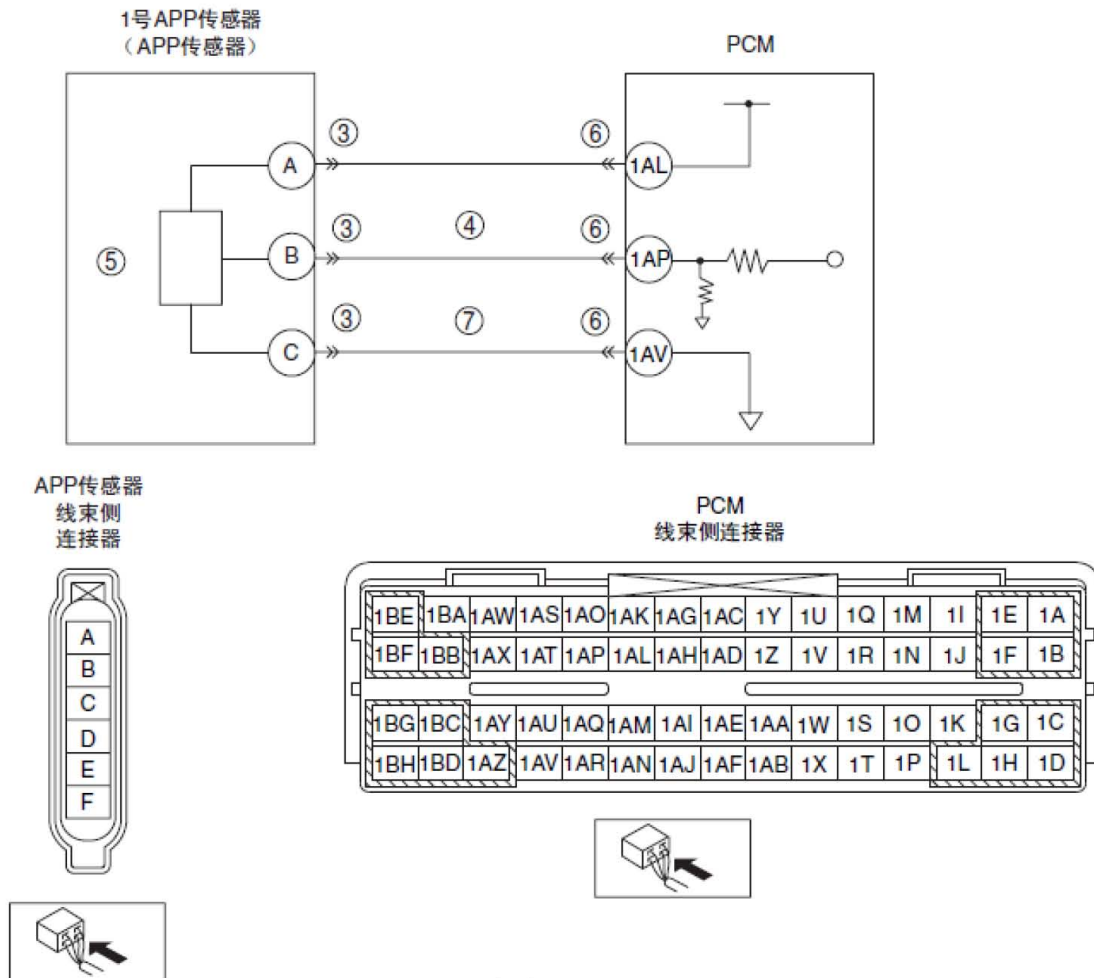 1号APP传感器
（APP传感器）
PCM
③ ⑥
A 1AL
③ ④ ⑥
⑤ B 1AP
③ ⑦ ⑥
C 1AV
APP传感器
线束侧
连接器
A
B
C
D
E
F
PCM
线束侧连接器
1BE 1BA 1AW 1AS 1AO 1AK 1AG 1AC 1Y 1U 1Q 1M 1I 1E 1A
1BF 1BB 1AX 1AT 1AP 1AL 1AH 1AD 1Z 1V 1R 1N 1J 1F 1B
1BG 1BC 1AY 1AU 1AQ 1AM 1AI 1AE 1AA 1W 1S 1O 1K 1G 1C
1BH 1BD 1AZ 1AV 1AR 1AN 1AJ 1AF 1AB 1X 1T 1P 1L 1H 1D